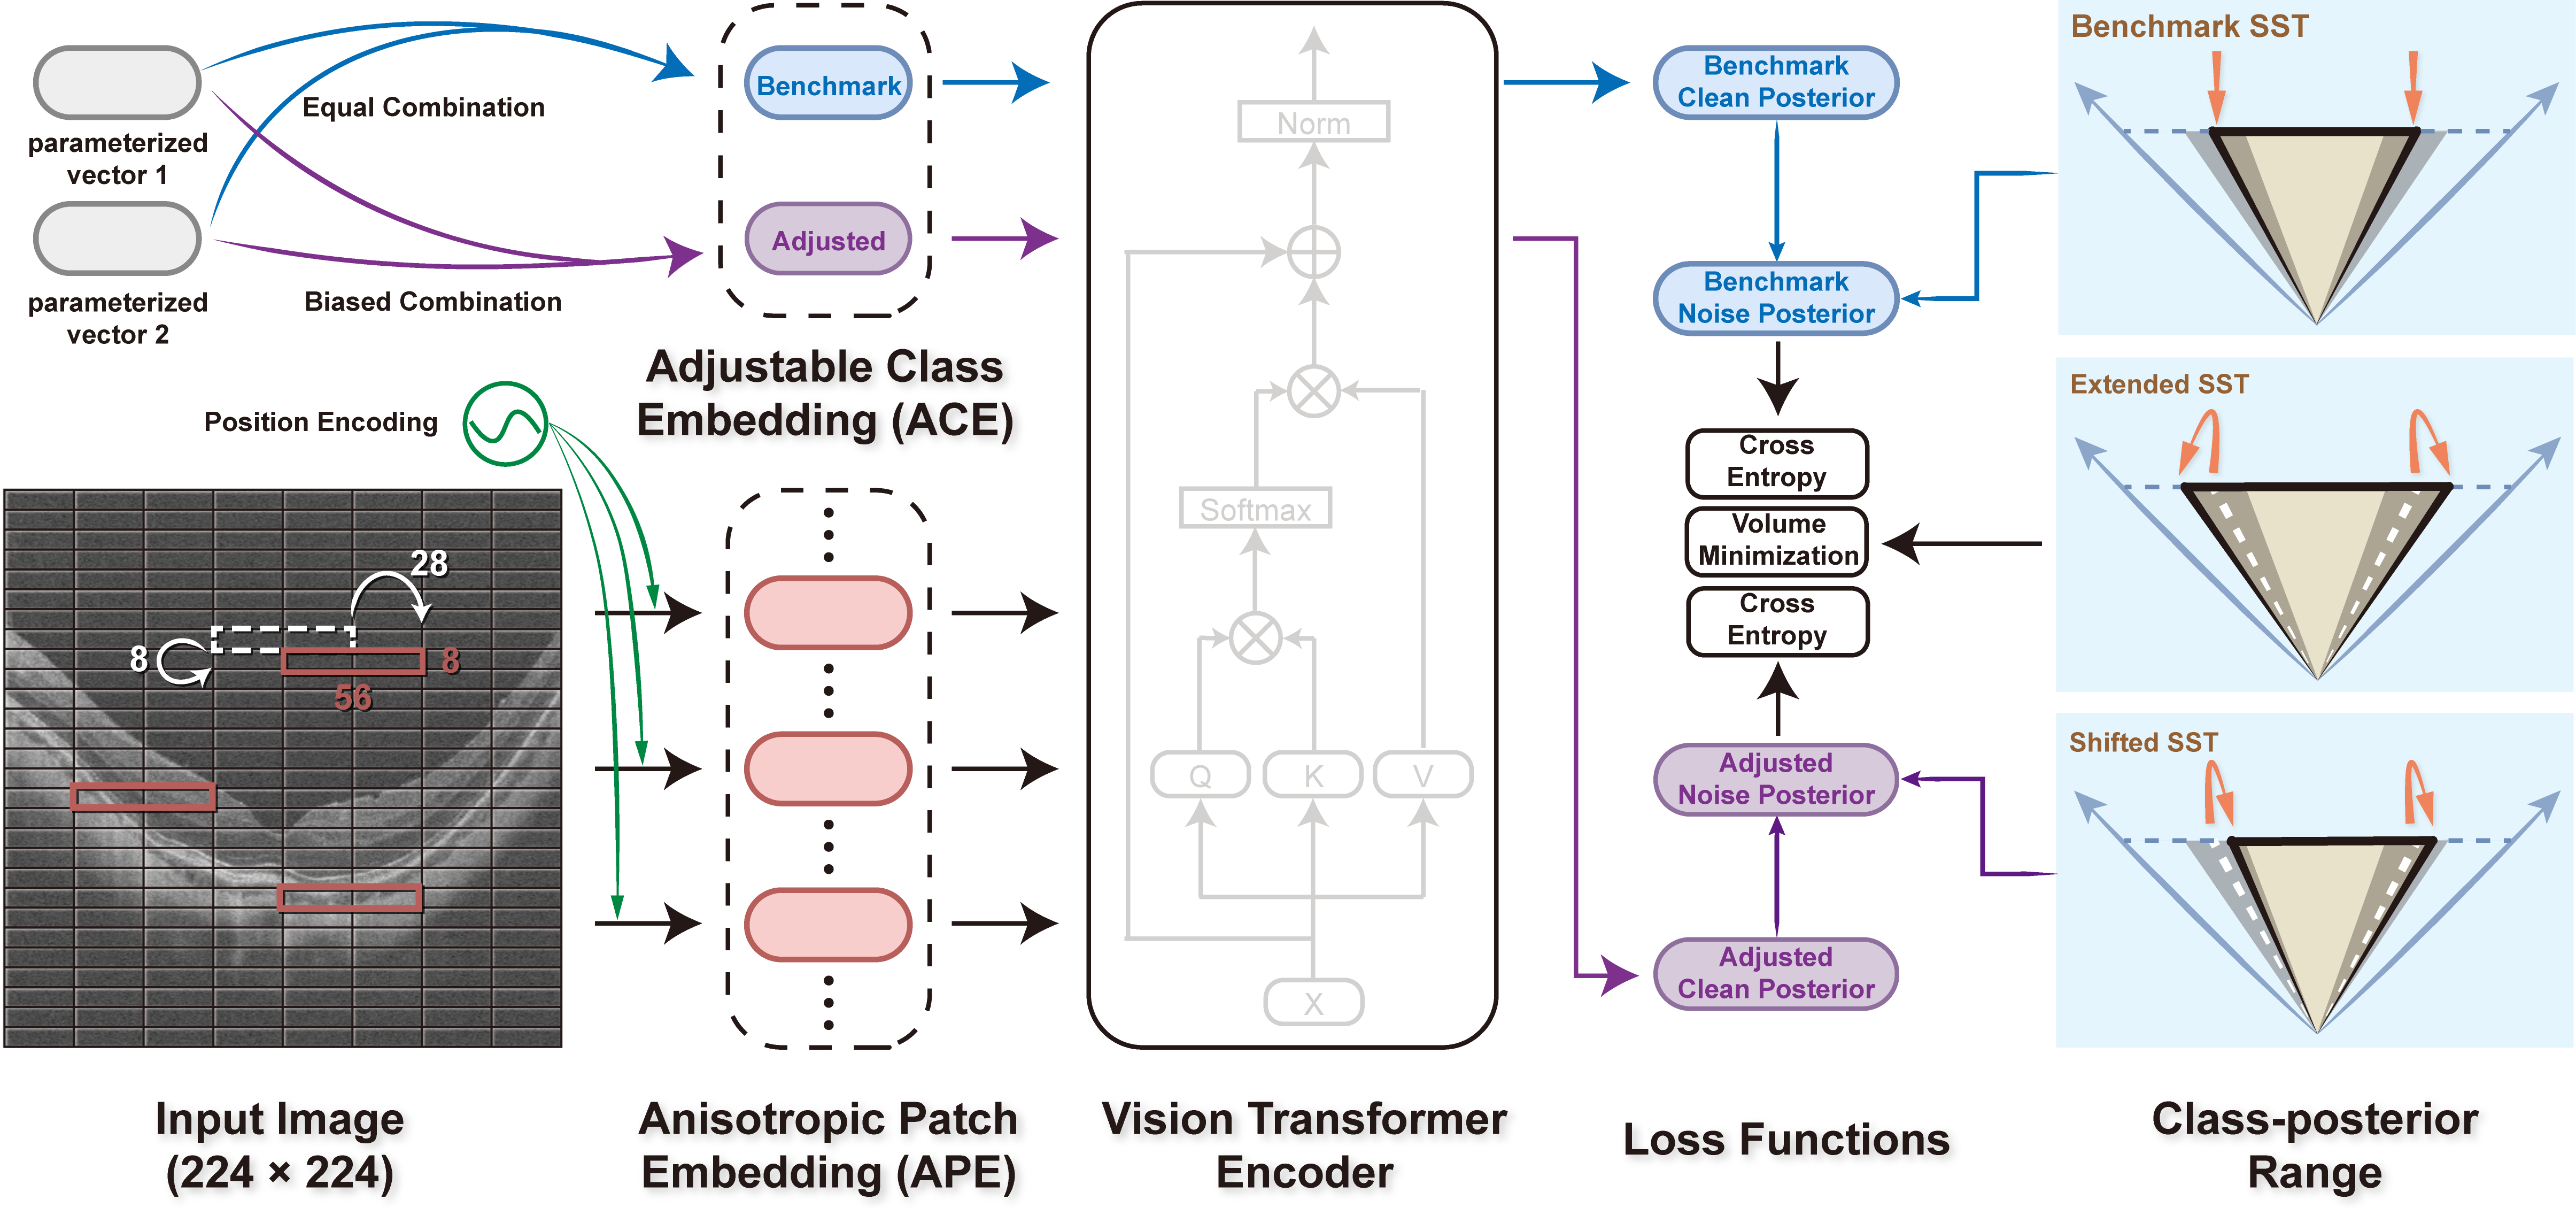 parameterized
vector 1
parameterized
vector 2
Equal Combination
Biased Combination
Benchmark
Adjusted
Adjustable Class
Embedding (ACE)
Position Encoding
28
8
8
56
Input Image
(224 × 224)
Anisotropic Patch
Embedding (APE)
Norm
Softmax
Q
K
V
X
Vision Transformer
Encoder
Benchmark
Clean Posterior
Benchmark
Noise Posterior
Cross
Entropy
Volume
Minimization
Cross
Entropy
Adjusted
Noise Posterior
Adjusted
Clean Posterior
Loss Functions
Benchmark SST
Extended SST
Shifted SST
Class-posterior
Range